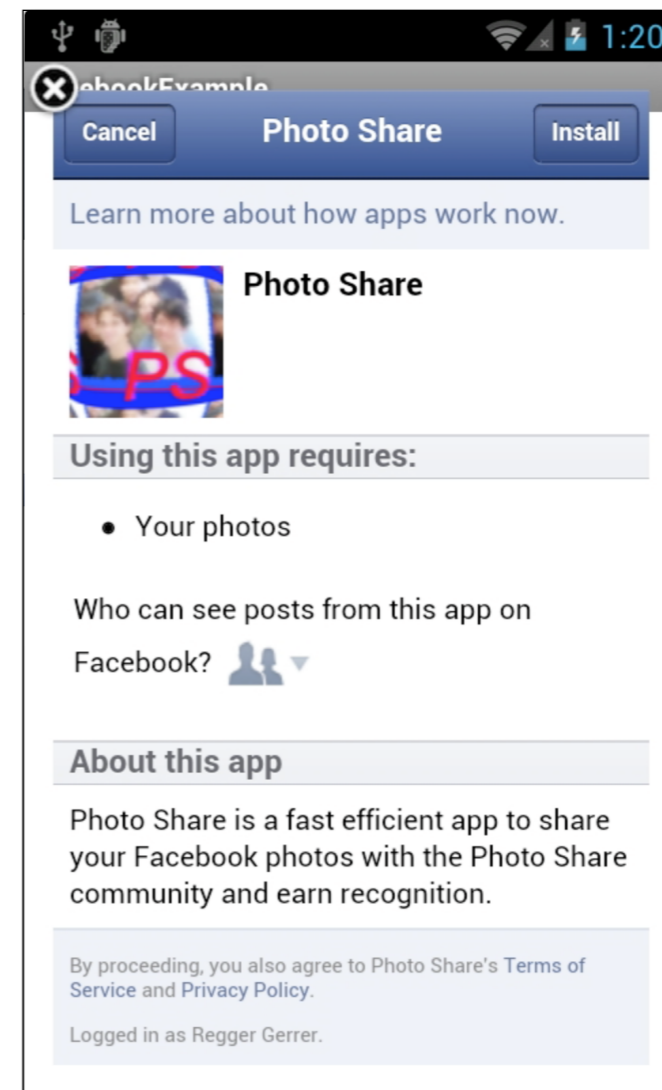 1:20
ebookExample
Cancel Photo Share Install
Learn more about how apps work now.
Photo Share
PS
Using this app requires:
• Your photos
Who can see posts from this app on
Facebook?
About this app
Photo Share is a fast efficient app to share
your Facebook photos with the Photo Share
community and earn recognition.
By proceeding, you also agree to Photo Share's Terms of
Service and Privacy Policy.
Logged in as Regger Gerrer.